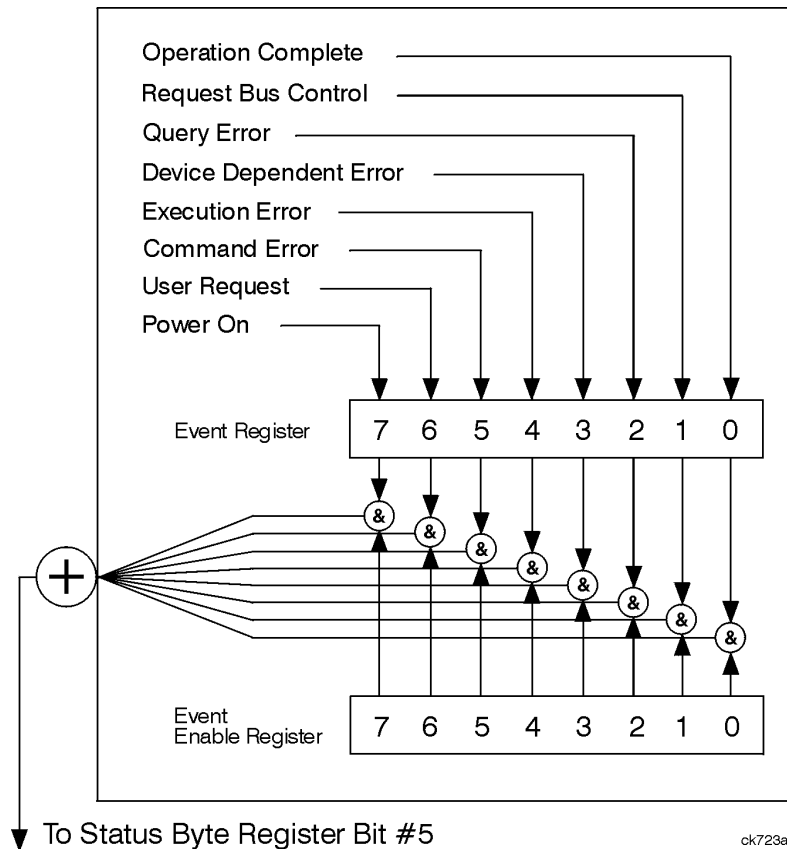 Operation Complete
Request Bus Control
Query Error
Device Dependent Error
Execution Error
Command Error
User Request
Power On
Event Register 7 6 5 4 3 2 1 0
&
&
&
&
&
&
&
&
+
Event
Enable Register 7 6 5 4 3 2 1 0
To Status Byte Register Bit #5
ck723a